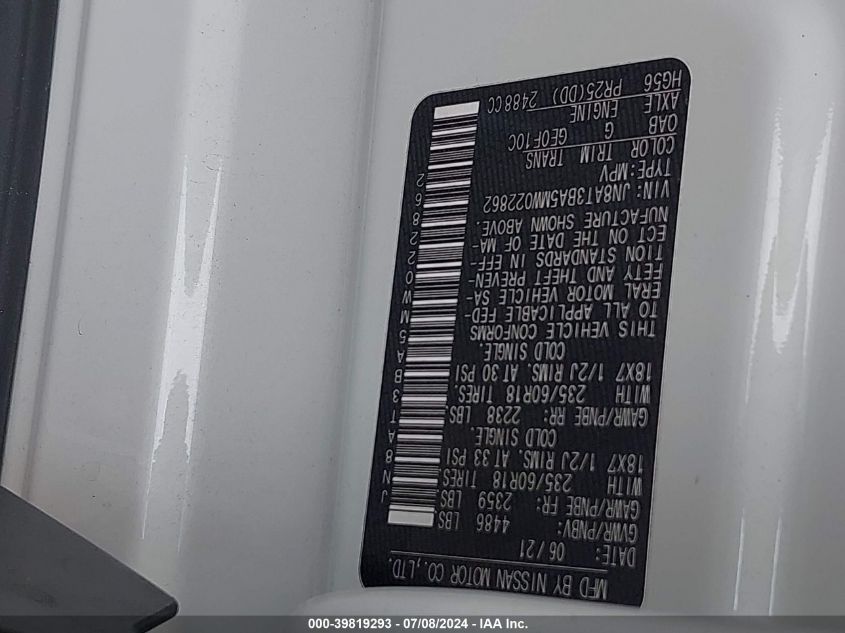 MFD BY NISSAN MOTOR CO.,LTD.
DATE: 06/21
GVWR/PNBV: 4486 LBS.
GAWR/PNBE FR: 2359 LBS
WITH 235/60R18 TIRES
18X7 1/2J RIMS. AT 33 PSI
COLD SINGLE.
GAWR/PNBE RR: 2238 LBS.
WITH 235/60R18 TIRES.
18X7 1/2J RIMS. AT 30 PSI
COLD SINGLE.
THIS VEHICLE CONFORMS
TO ALL APPLICABLE FED-
ERAL MOTOR VEHICLE SA-
FETY AND THEFT PREVEN-
TION STANDARDS IN EFF-
ECT ON THE DATE OF MA-
NUFACTURE SHOWN ABOVE.
VIN: JN8AT3BA5MW022862
TYPE:MPV
COLOR TRIM TRANS
QAB G GE0F10C
AXLE ENGINE
HG56 PR25(DD) 2488CC
JN8AT3BA5MW022862
000-39819293 - 07/08/2024 - IAA Inc.